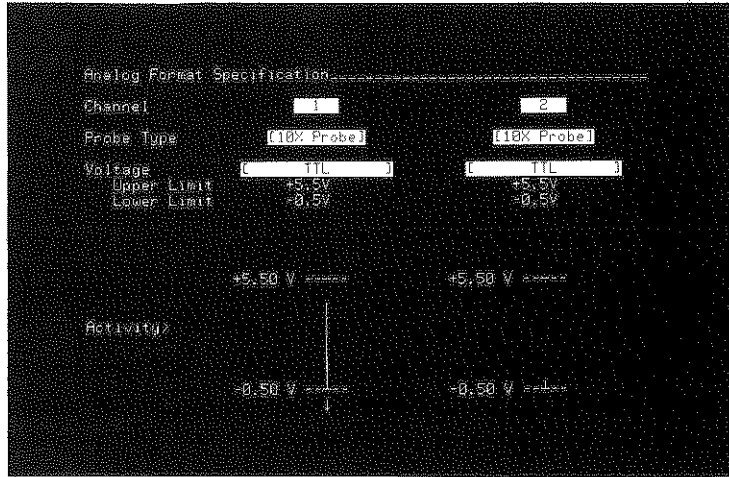 Analog Format Specification
Channel 1 2
Probe Type [10X Probe] [10X Probe]
Voltage [ TTL ] [ TTL ]
Upper Limit +5.5V +5.5V
Lower Limit -0.5V -0.5V
+5.50 V ----- +5.50 V -----
Activity>
-0.50 V ----- -0.50 V -----